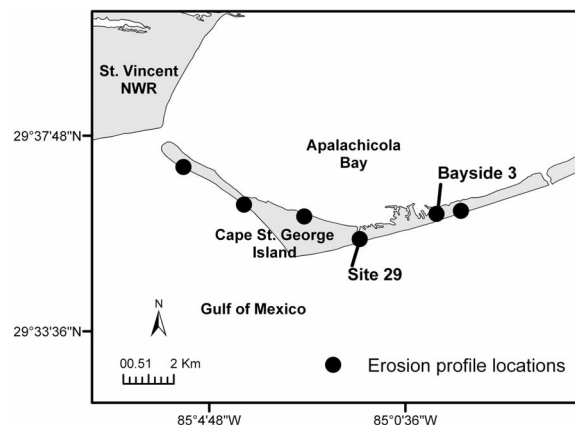 St. Vincent
NWR
29°37'48"N
Apalachicola
Bay
Bayside 3
Cape St. George
Island
Site 29
Gulf of Mexico
29°33'36"N
N
00.51 2 Km
Erosion profile locations
85°4'48"W 85°0'36"W